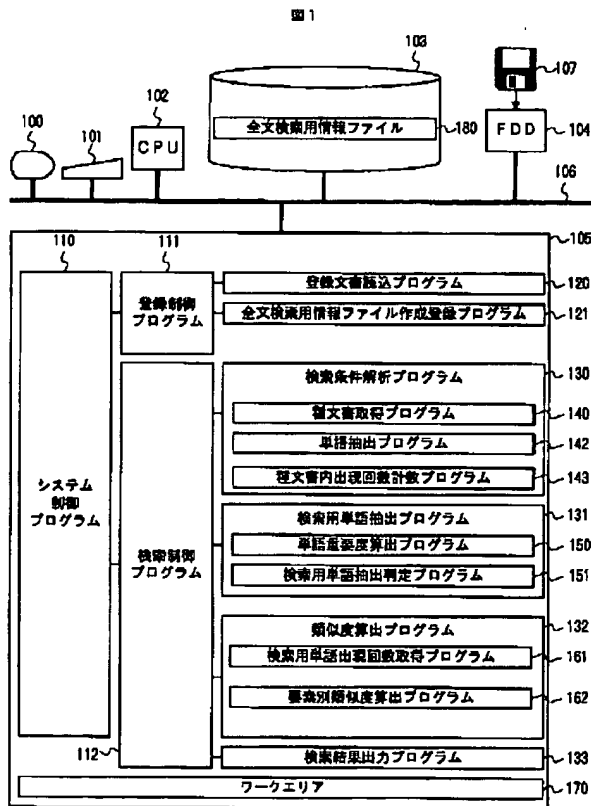 図1
103
107
102
CPU
全文検索用情報ファイル
180
FDD
104
100
101
106
105
110
111
登録制御
プログラム
登録文書読込プログラム
120
全文検索用情報ファイル作成登録プログラム
121
検索条件解析プログラム
130
種文書取得プログラム
140
単語抽出プログラム
142
種文書内出現回数計数プログラム
143
システム
制御
プログラム
検索制御
プログラム
検索用単語抽出プログラム
131
単語重要度算出プログラム
150
検索用単語抽出判定プログラム
151
類似度算出プログラム
132
検索用単語出現回数取得プログラム
161
要素別類似度算出プログラム
162
112
検索結果出力プログラム
133
ワークエリア
170